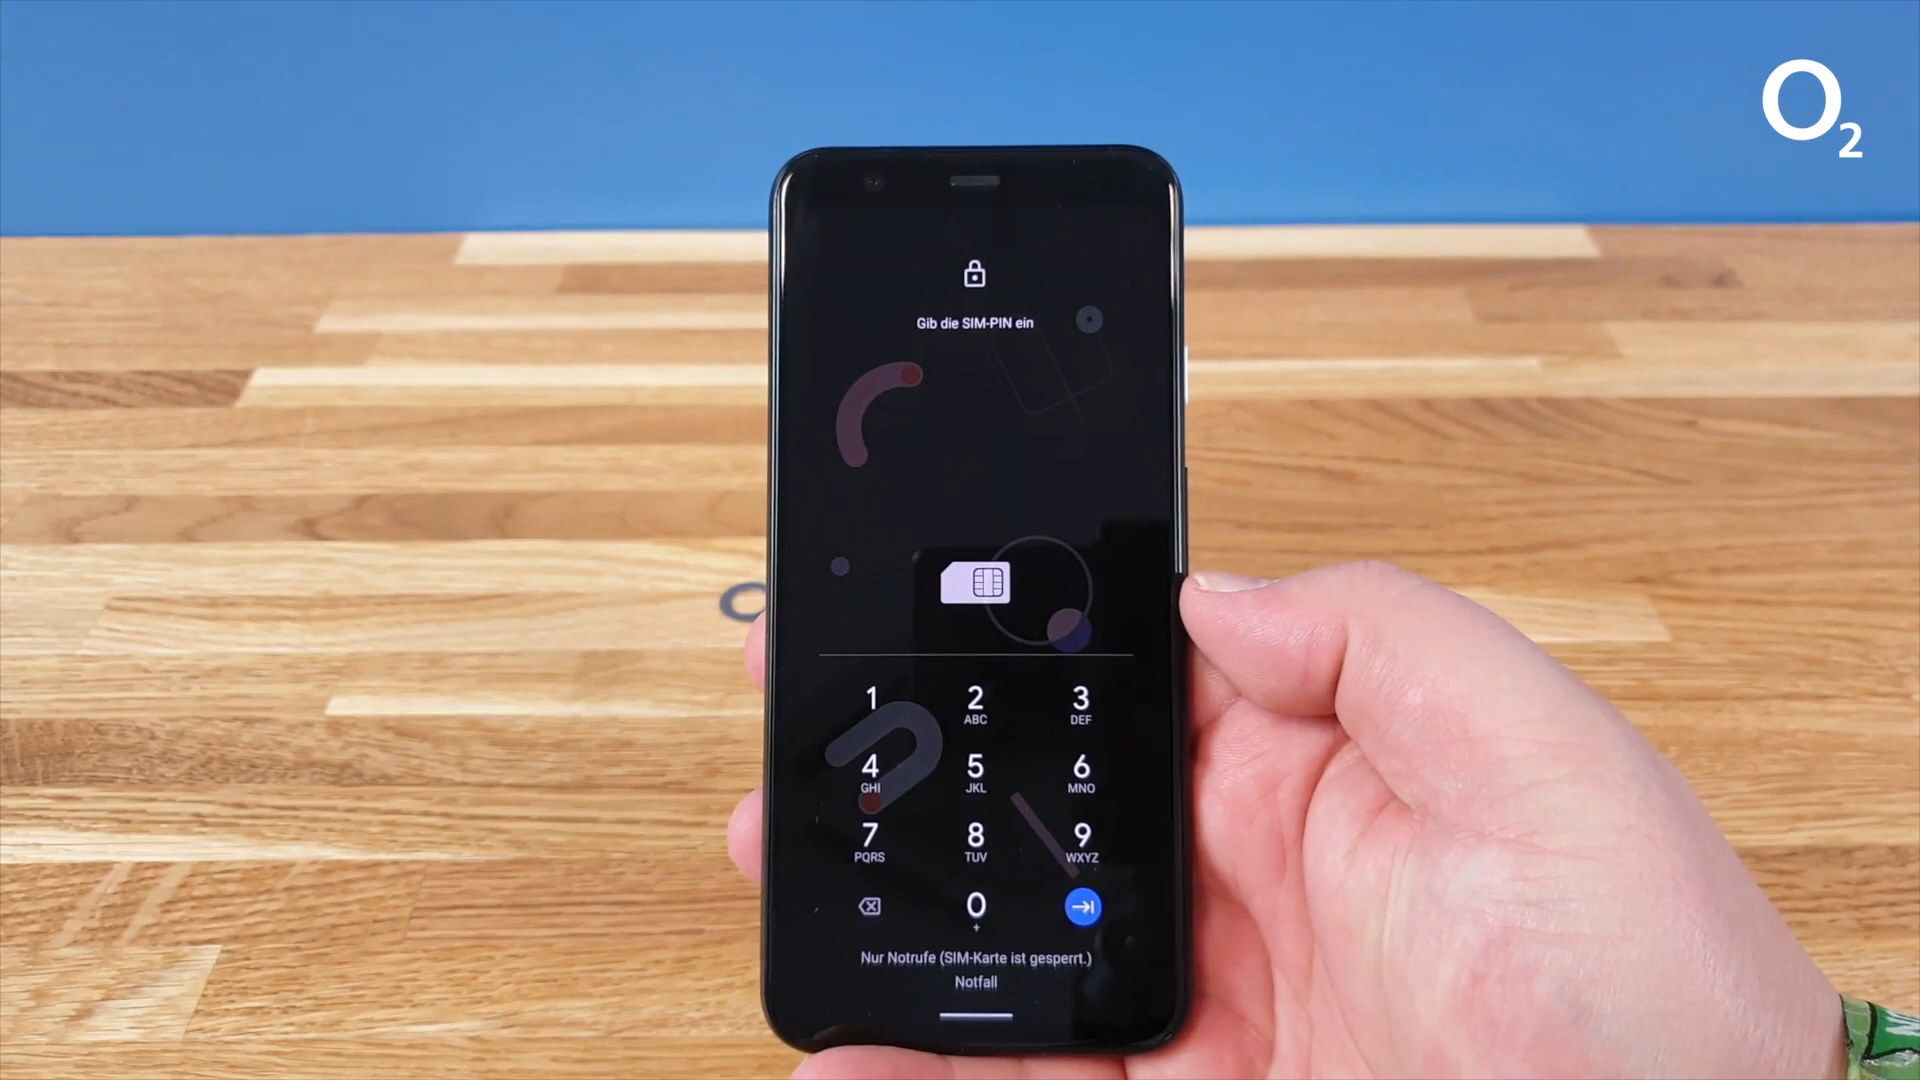 O2
Gib die SIM-PIN ein
1
2
ABC
3
DEF
4
GHI
5
JKL
6
MNO
7
PQRS
8
TUV
9
WXYZ
0
+
Nur Notrufe (SIM-Karte ist gesperrt.)
Notfall